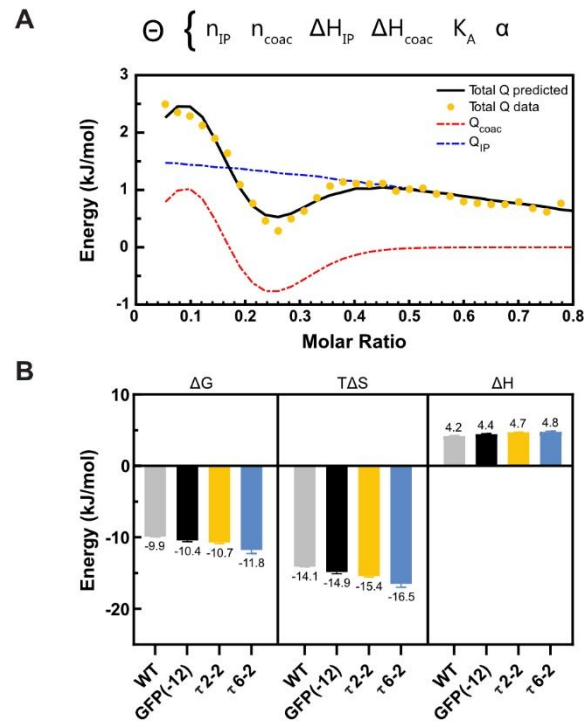 A
Θ { n_IP n_coac ΔH_IP ΔH_coac K_A α
3
2
1
0
-1
Energy (kJ/mol)
Total Q predicted
Total Q data
Q_coac
Q_IP
0 0.1 0.2 0.3 0.4 0.5 0.6 0.7 0.8
Molar Ratio
B
ΔG TΔS ΔH
10
0
-10
-20
Energy (kJ/mol)
-9.9 -10.4 -10.7 -11.8
-14.1 -14.9 -15.4 -16.5
4.2 4.4 4.7 4.8
WT GFP(-12) τ2-2 τ6-2 WT GFP(-12) τ2-2 τ6-2 WT GFP(-12) τ2-2 τ6-2